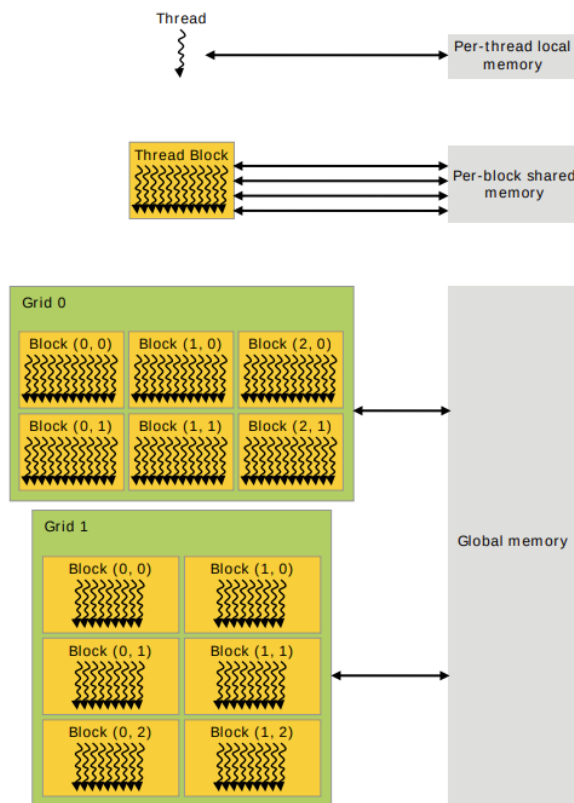 Thread
Per-thread local
memory
Thread Block
Per-block shared
memory
Grid 0
Block (0, 0) Block (1, 0) Block (2, 0)
Block (0, 1) Block (1, 1) Block (2, 1)
Grid 1
Global memory
Block (0, 0) Block (1, 0)
Block (0, 1) Block (1, 1)
Block (0, 2) Block (1, 2)